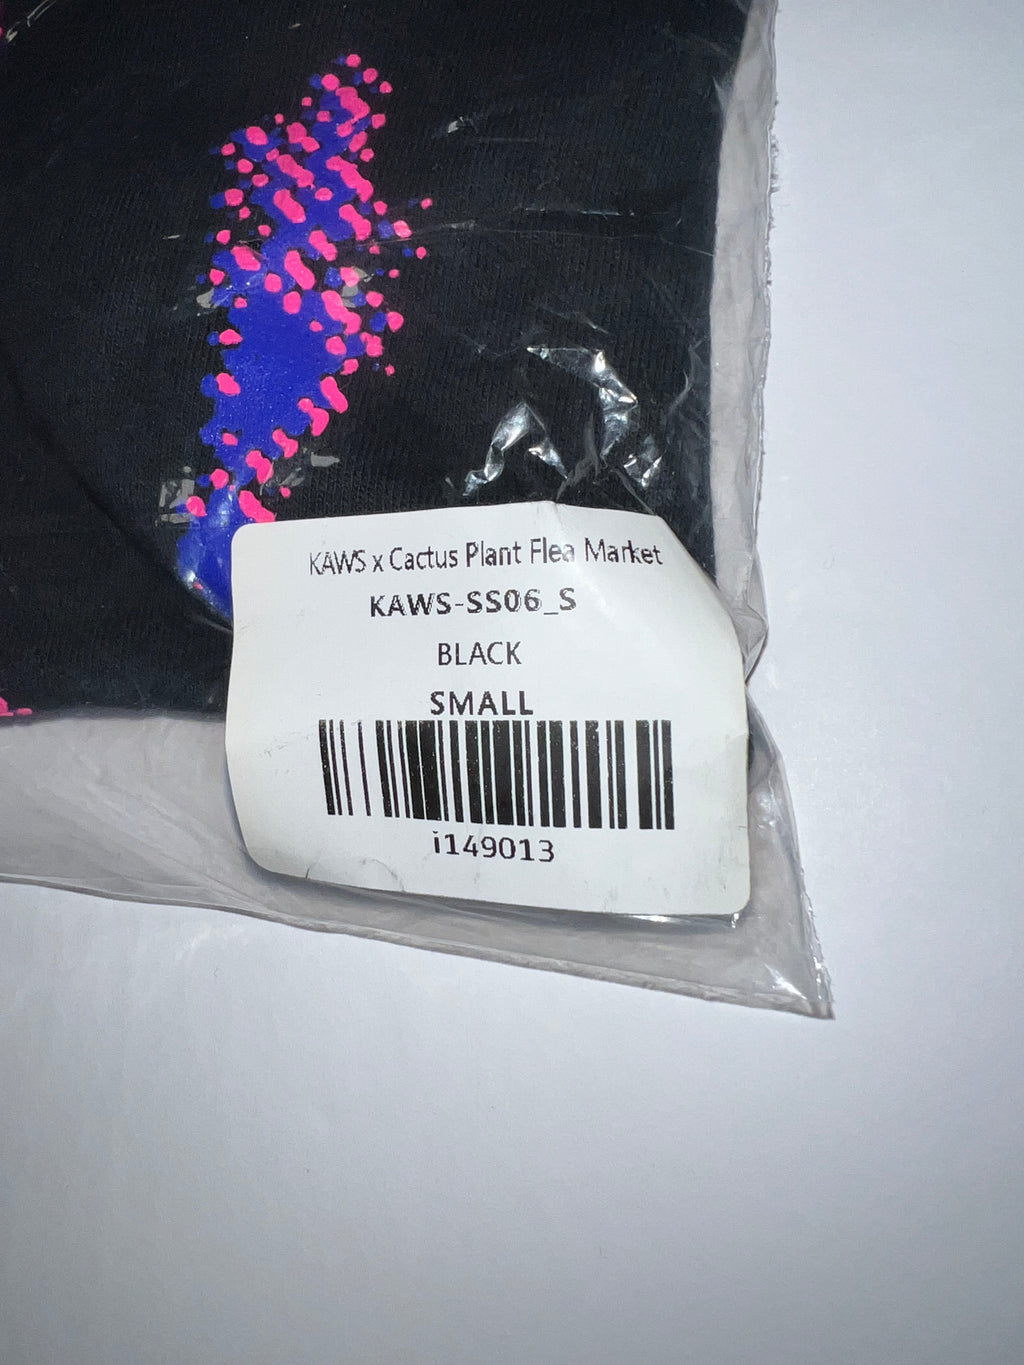 KAWS x Cactus Plant Flea Market
KAWS-SS06_S
BLACK
SMALL
i149013